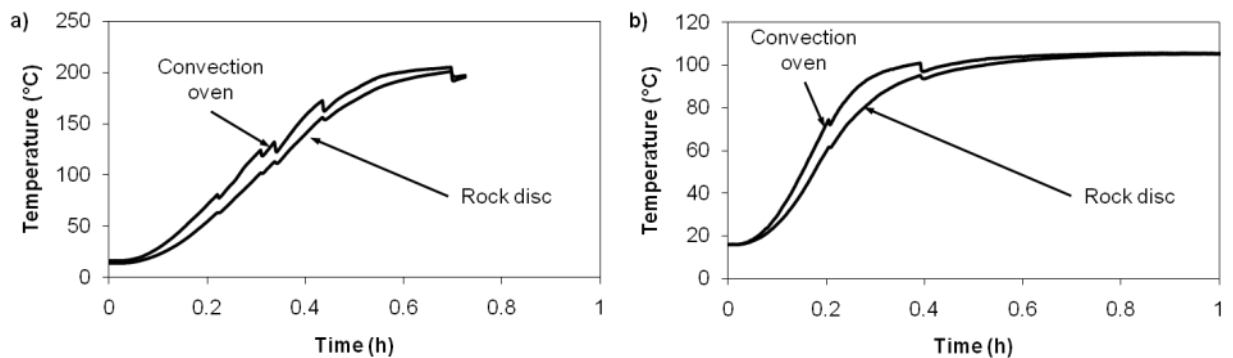 a)
250
200
150
100
50
0
Temperature (°C)
Convection
oven
Rock disc
0 0.2 0.4 0.6 0.8 1
Time (h)
b)
120
100
80
60
40
20
0
Temperature (°C)
Convection
oven
Rock disc
0 0.2 0.4 0.6 0.8 1
Time (h)